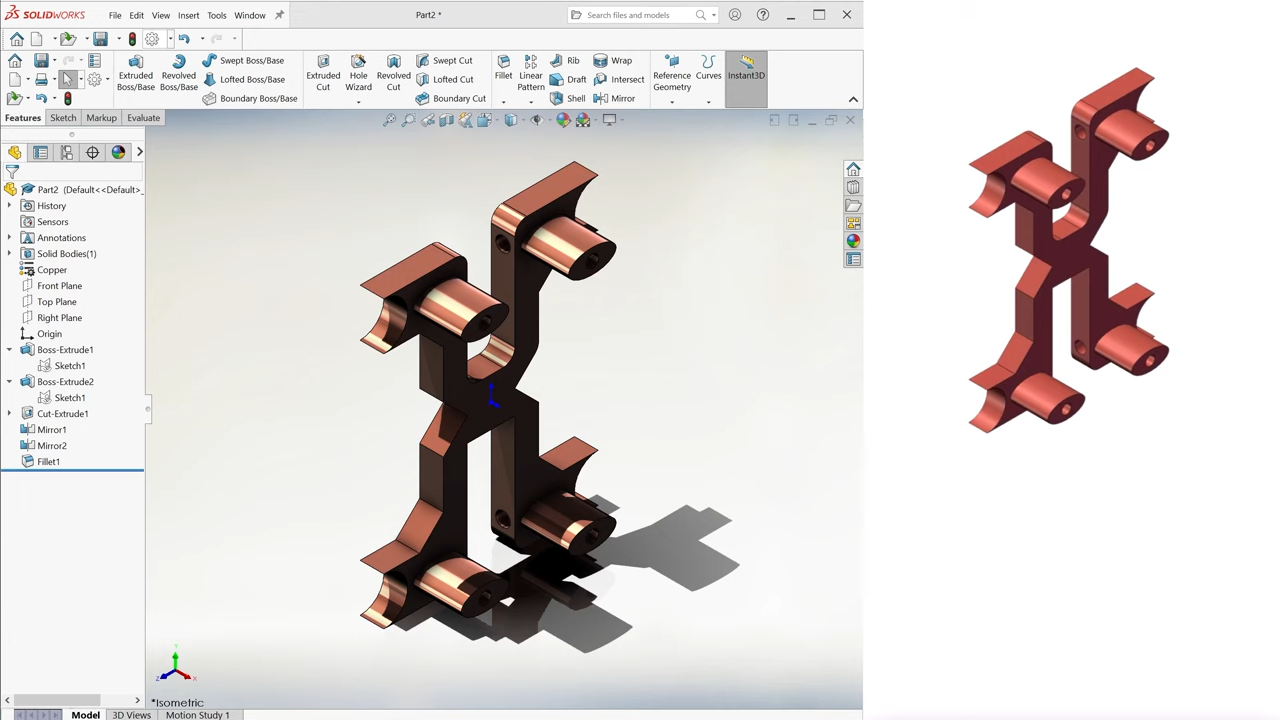 SOLIDWORKS File Edit View Insert Tools Window Part2 * Search files and models
Extruded Boss/Base Revolved Boss/Base Swept Boss/Base Lofted Boss/Base Boundary Boss/Base Extruded Cut Hole Wizard Revolved Cut Swept Cut Lofted Cut Boundary Cut Fillet Linear Pattern Rib Draft Shell Wrap Intersect Mirror Reference Geometry Curves Instant3D
Features Sketch Markup Evaluate
Part2 (Default<<Default>_
History
Sensors
Annotations
Solid Bodies(1)
Copper
Front Plane
Top Plane
Right Plane
Origin
Boss-Extrude1
Sketch1
Boss-Extrude2
Sketch1
Cut-Extrude1
Mirror1
Mirror2
Fillet1
*Isometric
Model 3D Views Motion Study 1